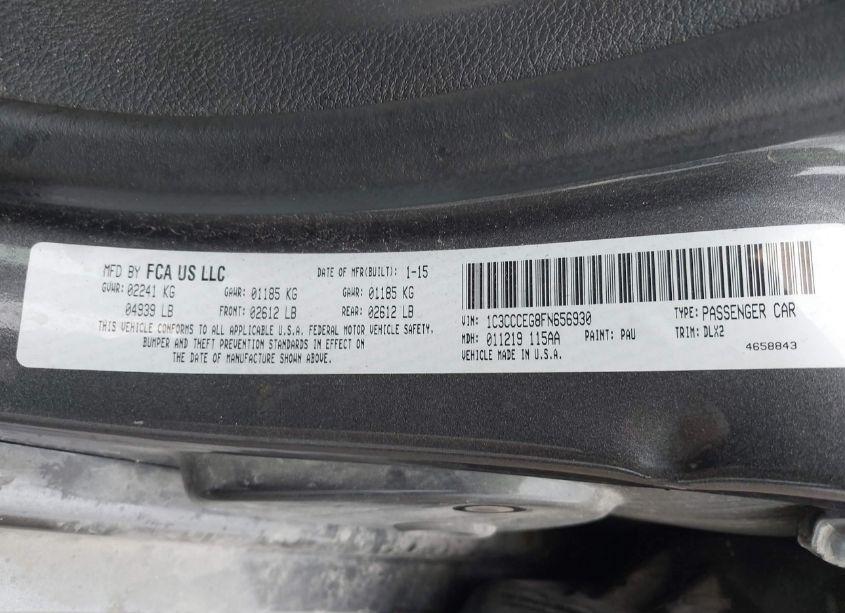 MFD BY FCA US LLC DATE OF MFR(BUILT): 1-15
GVWR: 02241 KG GAWR: 01185 KG GAWR: 01185 KG
04939 LB FRONT: 02612 LB REAR: 02612 LB
THIS VEHICLE CONFORMS TO ALL APPLICABLE U.S.A. FEDERAL MOTOR VEHICLE SAFETY,
BUMPER AND THEFT PREVENTION STANDARDS IN EFFECT ON
THE DATE OF MANUFACTURE SHOWN ABOVE.
VIN: 1C3CCCEG8FN656930 TYPE: PASSENGER CAR
MDH: 011219 115AA PAINT: PAU TRIM: DLX2
VEHICLE MADE IN U.S.A. 4658843